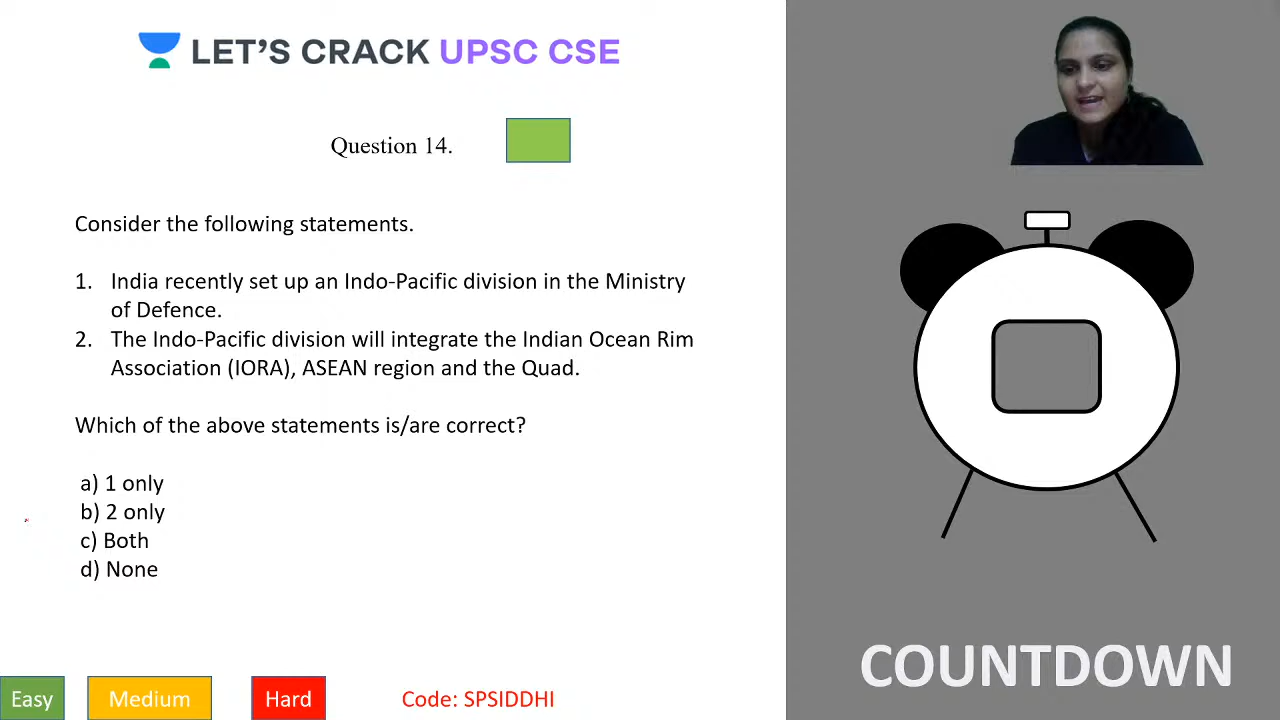 LET'S CRACK UPSC CSE
Question 14.
Consider the following statements.
1. India recently set up an Indo-Pacific division in the Ministry
of Defence.
2. The Indo-Pacific division will integrate the Indian Ocean Rim
Association (IORA), ASEAN region and the Quad.
Which of the above statements is/are correct?
a) 1 only
b) 2 only
c) Both
d) None
Easy
Medium
Hard
Code: SPSIDDHI
COUNTDOWN